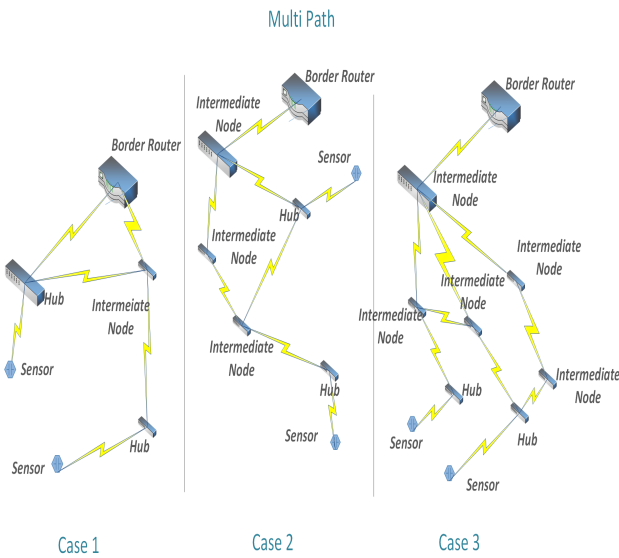 Multi Path
Border Router
Hub
Intermeiate
Node
Sensor
Hub
Sensor
Case 1
Border Router
Intermediate
Node
Sensor
Hub
Intermediate
Node
Intermediate
Node
Hub
Sensor
Case 2
Border Router
Intermediate
Node
Intermediate
Node
Intermediate
Node
Intermediate
Node
Intermediate
Node
Hub
Sensor
Hub
Sensor
Case 3